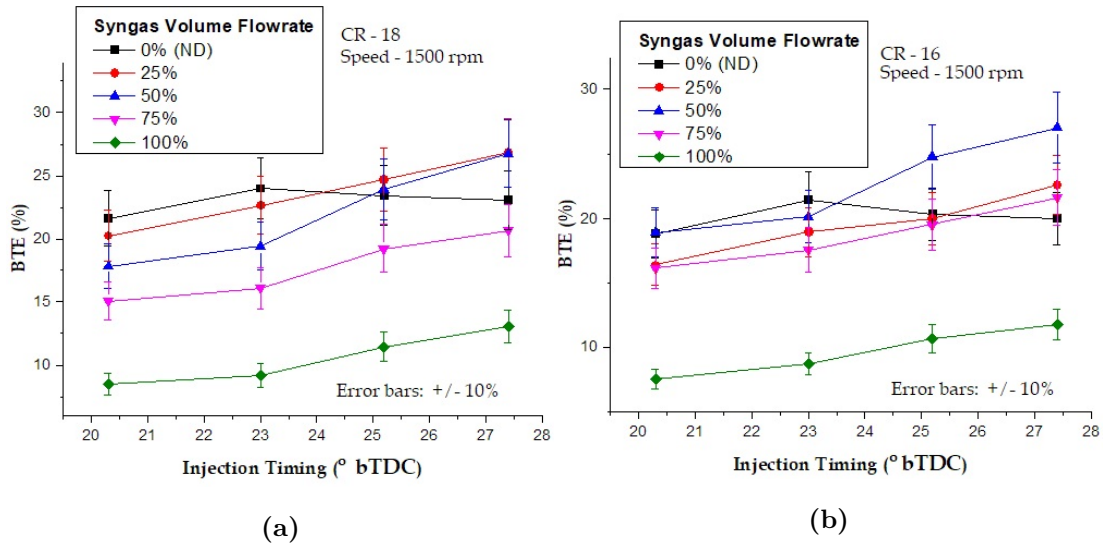 Syngas Volume Flowrate
0% (ND)
25%
50%
75%
100%
CR - 18
Speed - 1500 rpm
30
25
20
15
10
BTE (%)
Error bars: +/- 10%
20 21 22 23 24 25 26 27 28
Injection Timing (° bTDC)
(a)
Syngas Volume Flowrate
0% (ND)
25%
50%
75%
100%
CR - 16
Speed - 1500 rpm
30
20
10
BTE (%)
Error bars: +/- 10%
20 21 22 23 24 25 26 27 28
Injection Timing (° bTDC)
(b)